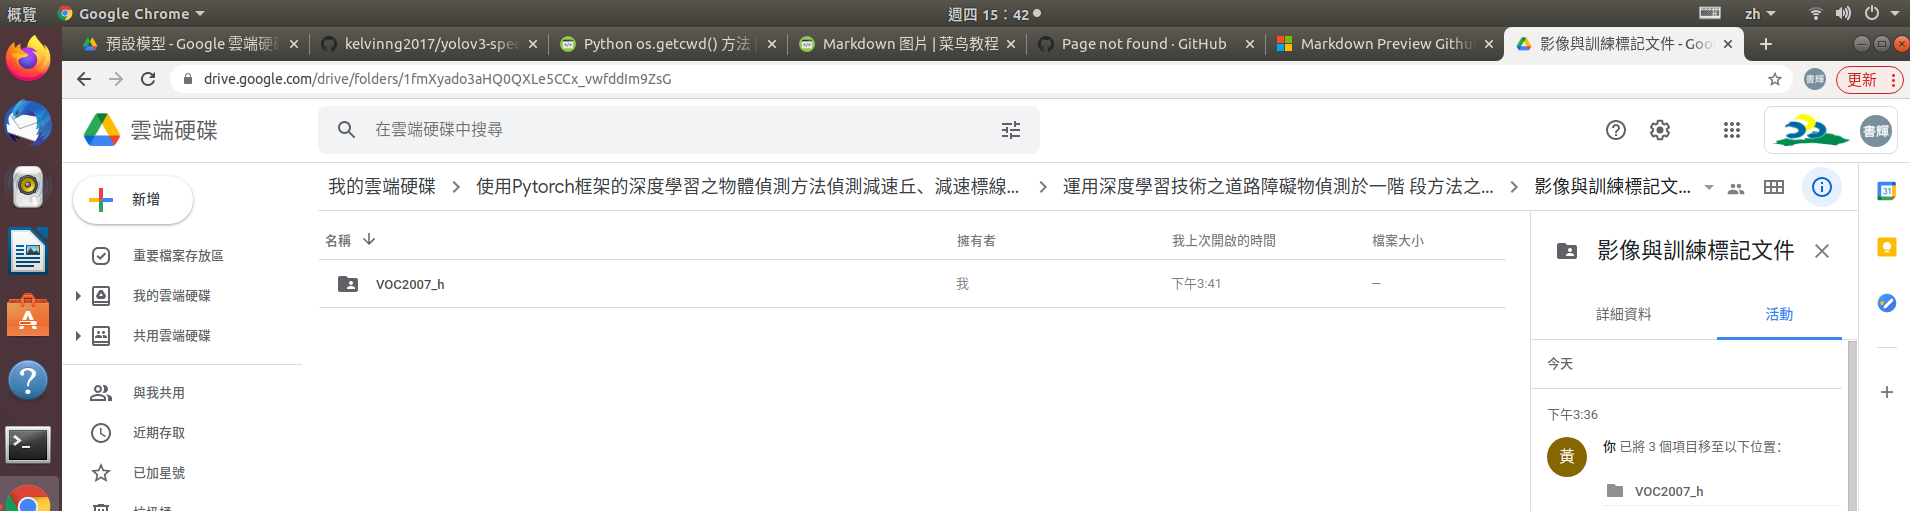 概覽 Google Chrome 週四 15：42 zh
預設模型 - Google 雲端硬 kelvinng2017/yolov3-spe Python os.getcwd() 方法 | Markdown 图片 | 菜鸟教程 Page not found · GitHub Markdown Preview Githu 影像與訓練標記文件 - Goo
drive.google.com/drive/folders/1fmXyado3aHQ0QXLe5CCx_vwfddIm9ZsG 書輝 更新
雲端硬碟 在雲端硬碟中搜尋 書輝
新增 我的雲端硬碟 使用Pytorch框架的深度學習之物體偵測方法偵測減速丘、減速標線... 運用深度學習技術之道路障礙物偵測於一階 段方法之... 影像與訓練標記文... 31
名稱 擁有者 我上次開啟的時間 檔案大小
VOC2007_h 我 下午3:41 —
重要檔案存放區
我的雲端硬碟
共用雲端硬碟
與我共用
近期存取
已加星號
影像與訓練標記文件
詳細資料 活動
今天
下午3:36
黃 你 已將 3 個項目移至以下位置：
VOC2007_h